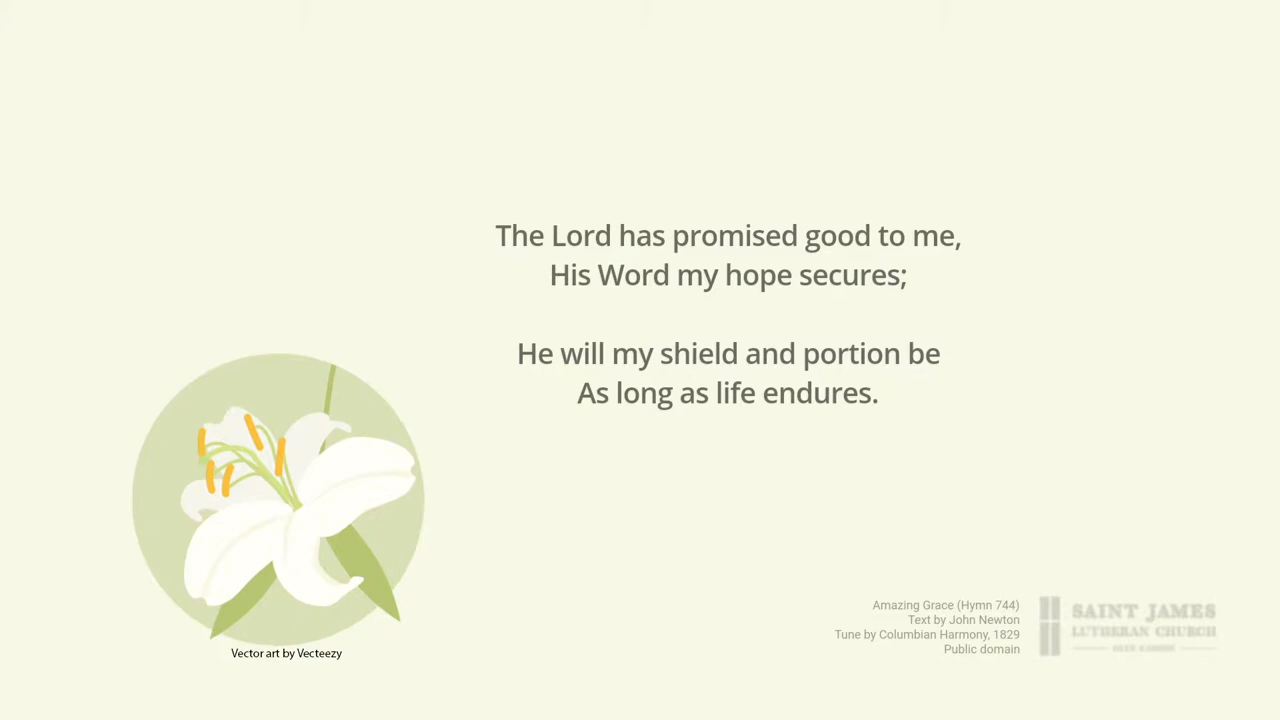 The Lord has promised good to me,
His Word my hope secures;
He will my shield and portion be
As long as life endures.
Vector art by Vecteezy
Amazing Grace (Hymn 744)
Text by John Newton
Tune by Columbian Harmony, 1829
Public domain
SAINT JAMES
LUTHERAN CHURCH